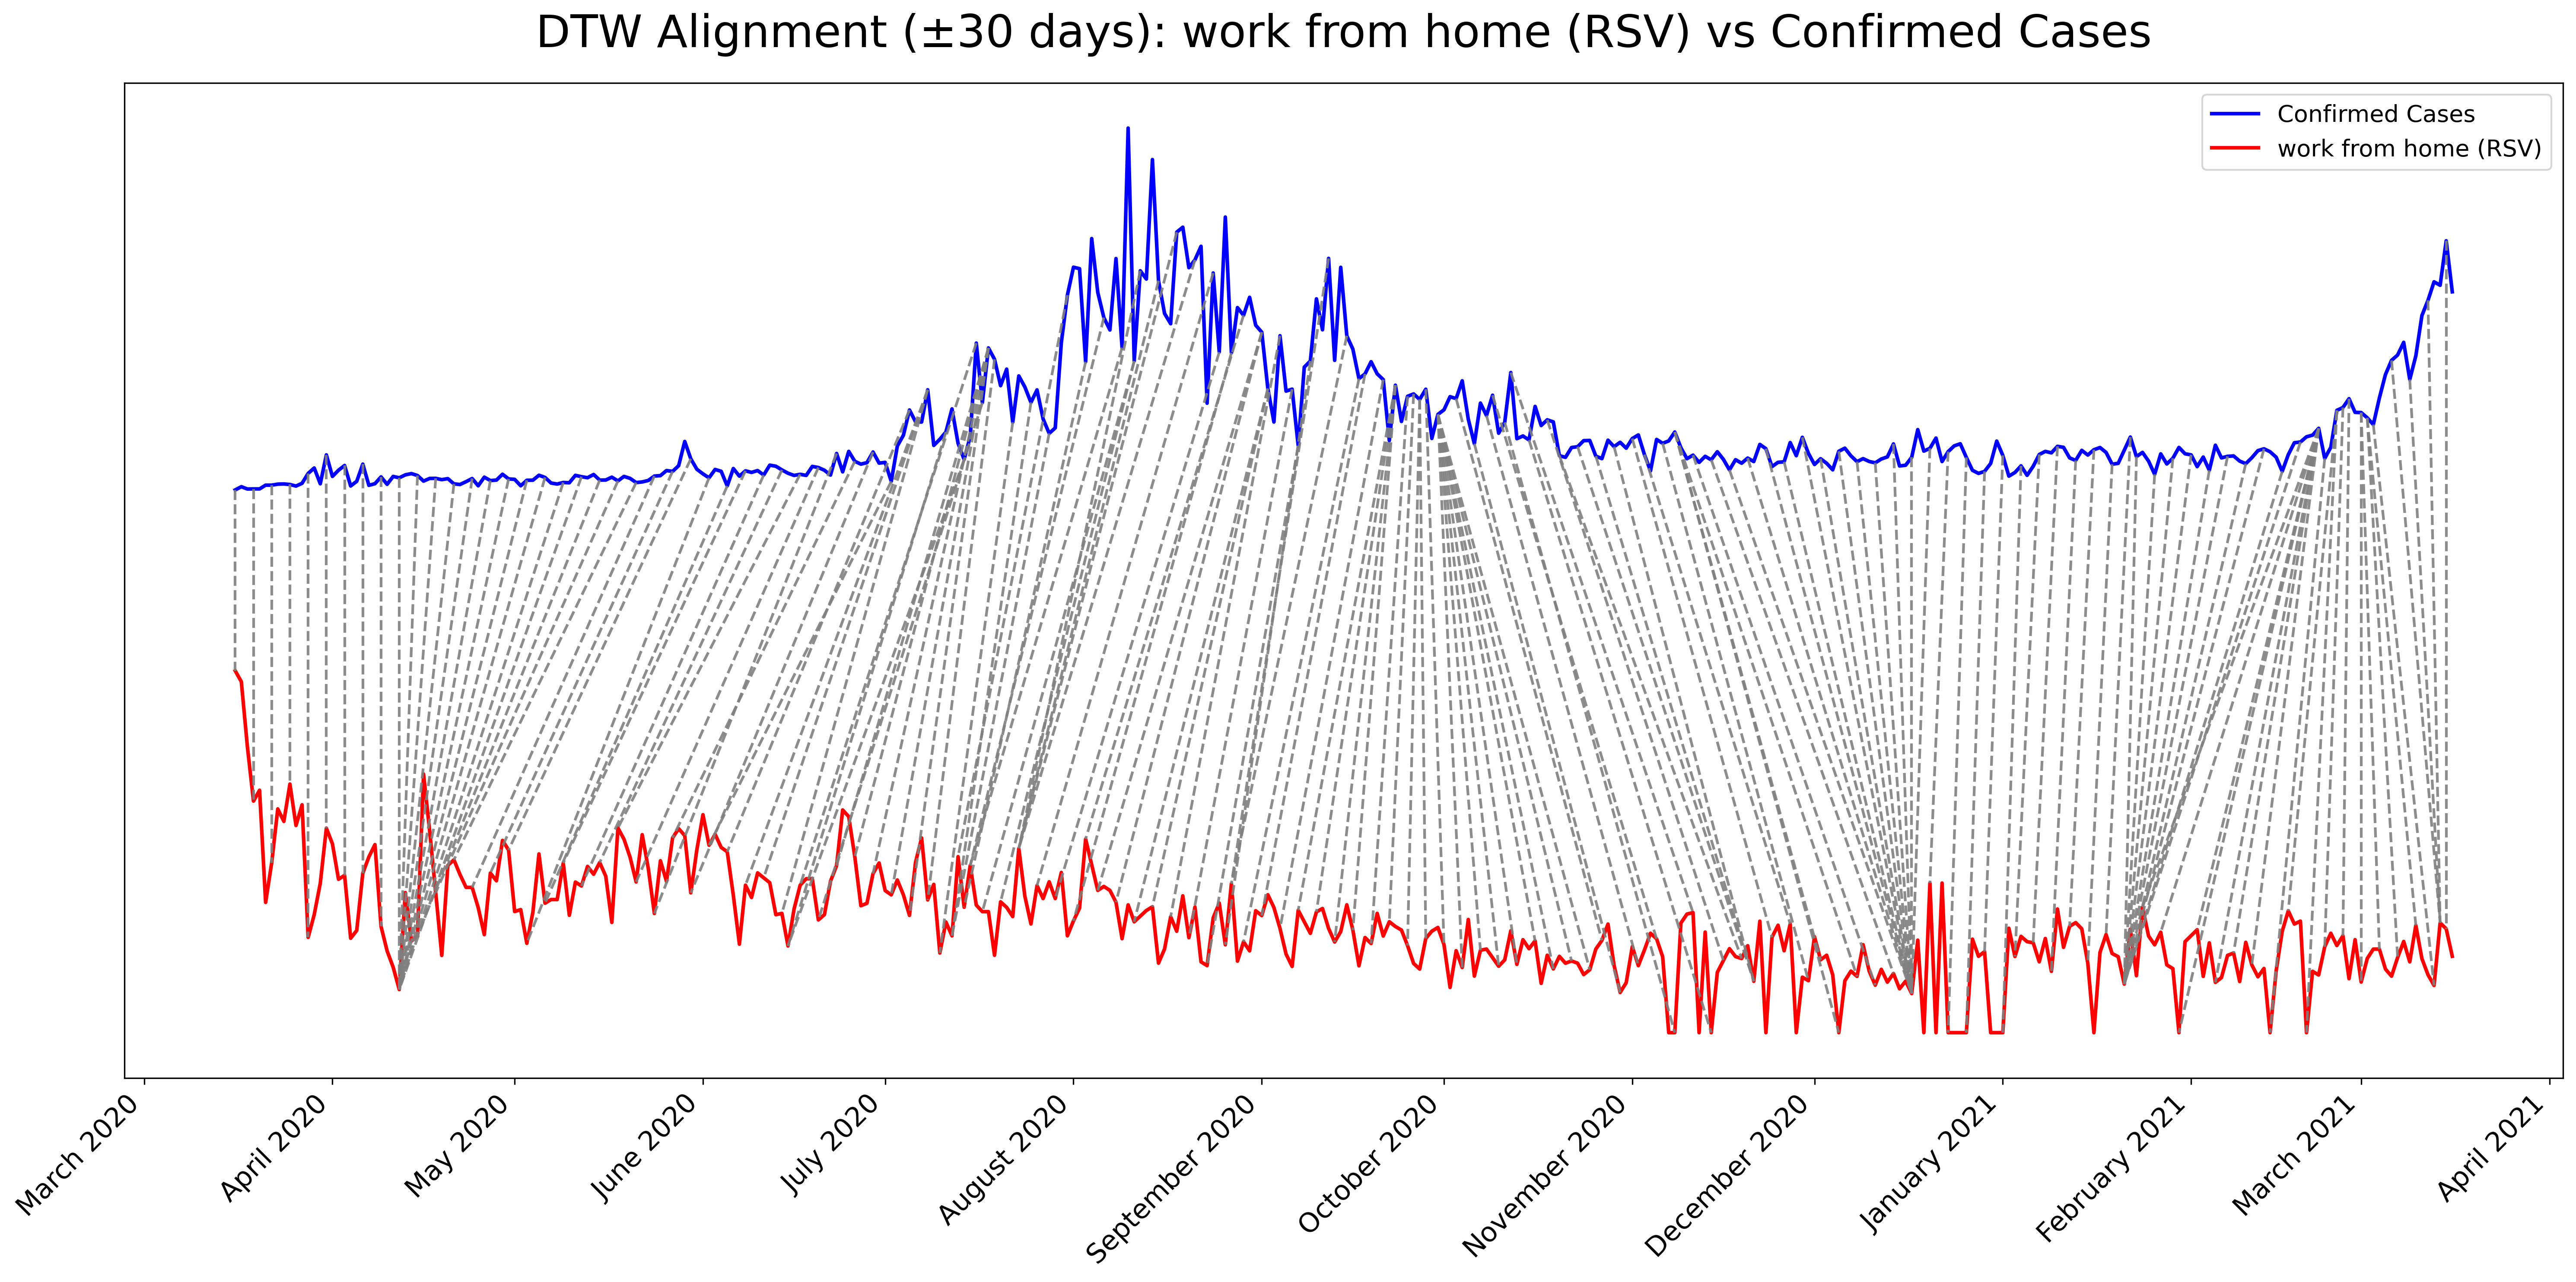 DTW Alignment (±30 days): work from home (RSV) vs Confirmed Cases
Confirmed Cases
work from home (RSV)
March 2020
April 2020
May 2020
June 2020
July 2020
August 2020
September 2020
October 2020
November 2020
December 2020
January 2021
February 2021
March 2021
April 2021